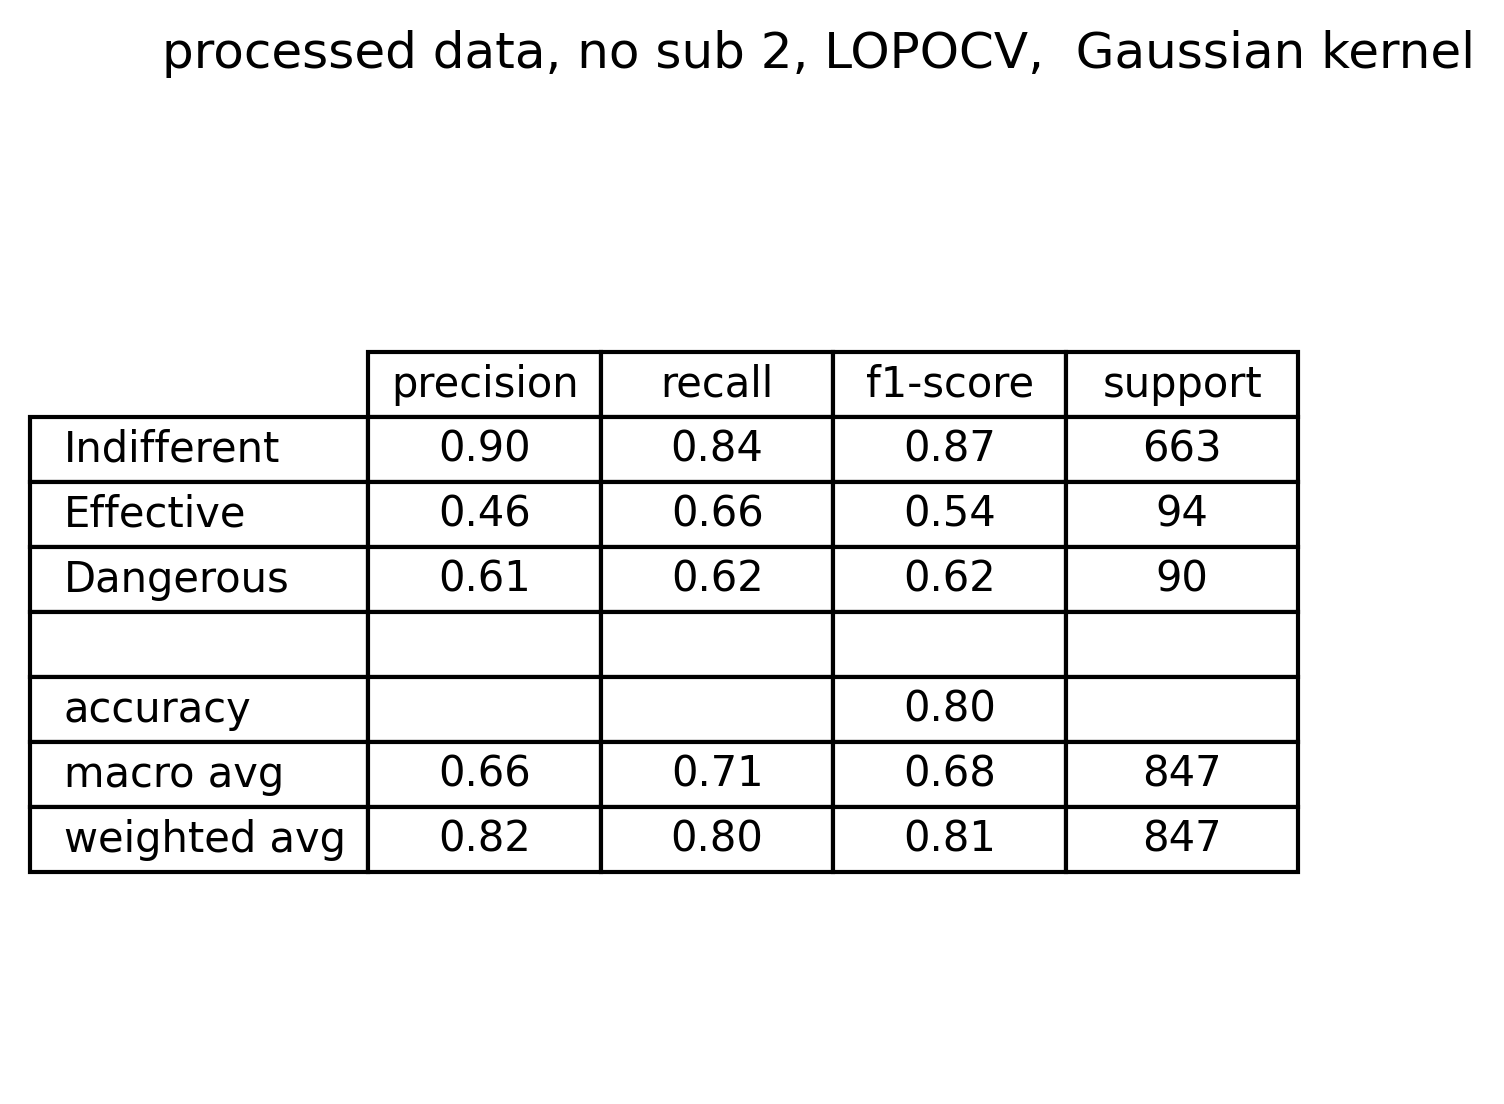 processed data, no sub 2, LOPOCV,  Gaussian kernel
precision recall f1-score support
Indifferent 0.90 0.84 0.87 663
Effective 0.46 0.66 0.54 94
Dangerous 0.61 0.62 0.62 90
accuracy 0.80
macro avg 0.66 0.71 0.68 847
weighted avg 0.82 0.80 0.81 847